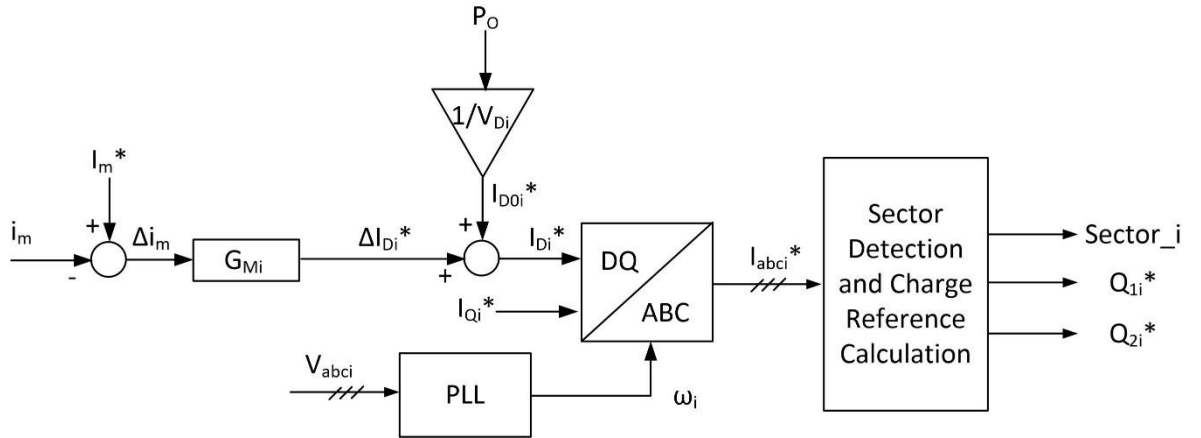 P_O
1/V_Di
I_m*
I_D0i*
+
+
i_m
Δi_m
ΔI_Di*
I_Di*
-
G_Mi
+
DQ
I_abci*
I_Qi*
ABC
Sector
Detection
and Charge
Reference
Calculation
Sector_i
Q_1i*
Q_2i*
V_abci
PLL
ω_i